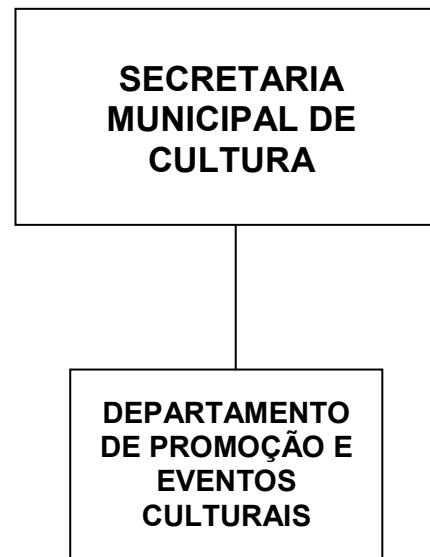 SECRETARIA
MUNICIPAL DE
CULTURA
DEPARTAMENTO
DE PROMOÇÃO E
EVENTOS
CULTURAIS